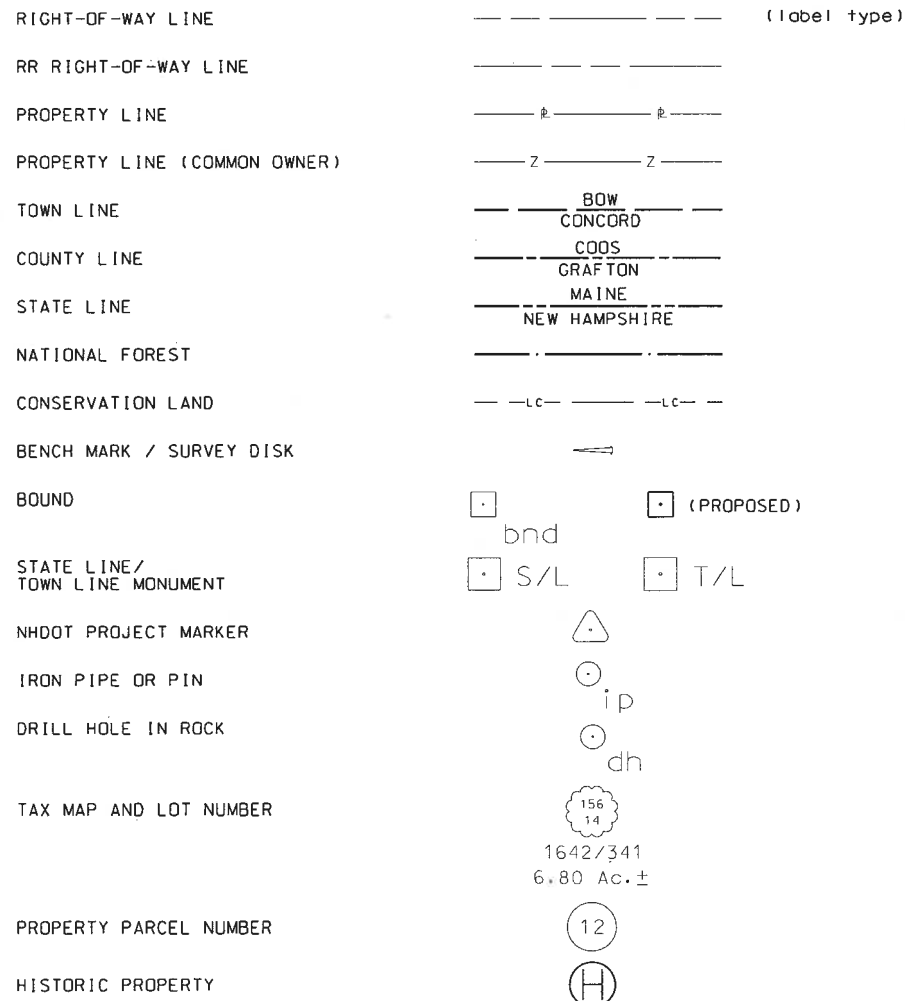 RIGHT-OF-WAY LINE (label type)
RR RIGHT-OF-WAY LINE
PROPERTY LINE PL PL
PROPERTY LINE (COMMON OWNER) Z Z
TOWN LINE BOW
CONCORD
COUNTY LINE COOS
GRAFTON
STATE LINE MAINE
NEW HAMPSHIRE
NATIONAL FOREST
CONSERVATION LAND LC LC
BENCH MARK / SURVEY DISK
BOUND (PROPOSED)
bnd
STATE LINE/
TOWN LINE MONUMENT S/L T/L
NHDOT PROJECT MARKER
IRON PIPE OR PIN
ip
DRILL HOLE IN ROCK
dh
TAX MAP AND LOT NUMBER 156
14
1642/341
6.80 Ac.±
PROPERTY PARCEL NUMBER 12
HISTORIC PROPERTY H